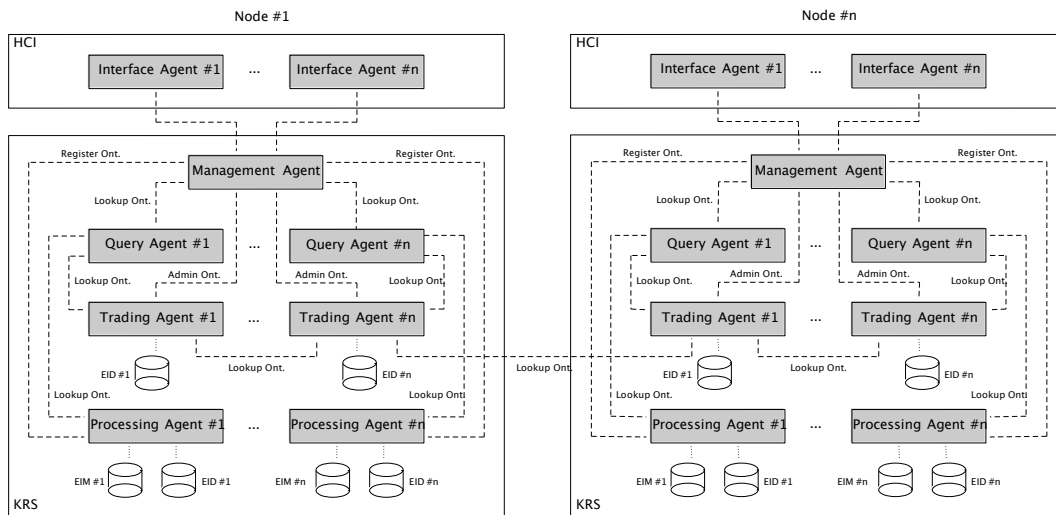 Node #1
Node #n
HCI
Interface Agent #1
...
Interface Agent #n
HCI
Interface Agent #1
...
Interface Agent #n
Register Ont.
Management Agent
Register Ont.
Lookup Ont.
Lookup Ont.
Query Agent #1
...
Query Agent #n
Lookup Ont.
Admin Ont.
Admin Ont.
Lookup Ont.
Trading Agent #1
...
Trading Agent #n
EID #1
Lookup Ont.
EID #n
Lookup Ont.
Lookup Ont.
Processing Agent #1
...
Processing Agent #n
EIM #1
EID #1
EIM #n
EID #n
KRS
Lookup Ont.
Register Ont.
Management Agent
Register Ont.
Lookup Ont.
Lookup Ont.
Query Agent #1
...
Query Agent #n
Lookup Ont.
Admin Ont.
Admin Ont.
Lookup Ont.
Trading Agent #1
...
Trading Agent #n
EID #1
Lookup Ont.
EID #n
Lookup Ont.
Lookup Ont.
Processing Agent #1
...
Processing Agent #n
EIM #1
EID #1
EIM #n
EID #n
KRS